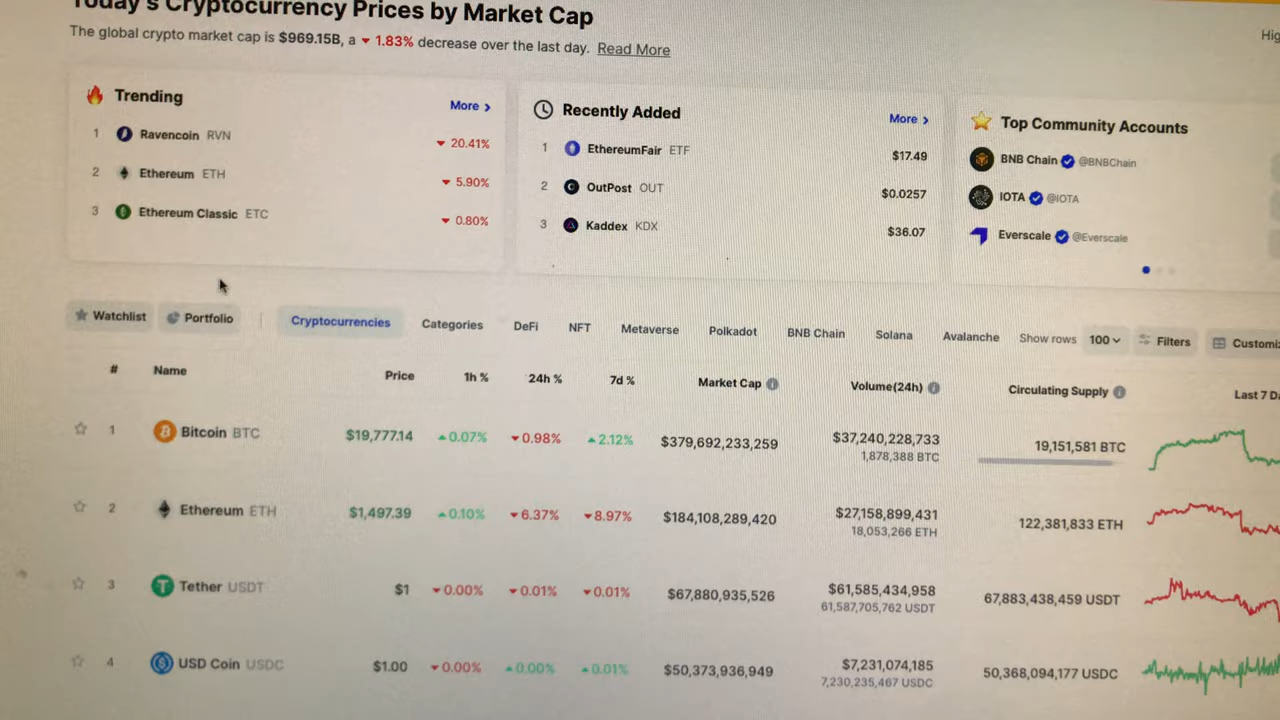 Today's Cryptocurrency Prices by Market Cap
The global crypto market cap is $969.15B, a 1.83% decrease over the last day. Read More
Trending
More
1 Ravencoin RVN 20.41%
2 Ethereum ETH 5.90%
3 Ethereum Classic ETC 0.80%
Recently Added
More
1 EthereumFair ETF $17.49
2 OutPost OUT $0.0257
3 Kaddex KDX $36.07
Top Community Accounts
BNB Chain @BNBChain
IOTA @IOTA
Everscale @Everscale
Watchlist Portfolio Cryptocurrencies Categories DeFi NFT Metaverse Polkadot BNB Chain Solana Avalanche Show rows 100 Filters
# Name Price 1h % 24h % 7d % Market Cap Volume(24h) Circulating Supply Last 7
1 Bitcoin BTC $19,777.14 0.07% 0.98% 2.12% $379,692,233,259 $37,240,228,733 19,151,581 BTC
1,878,388 BTC
2 Ethereum ETH $1,497.39 0.10% 6.37% 8.97% $184,108,289,420 $27,158,899,431 122,381,833 ETH
18,053,266 ETH
3 Tether USDT $1 0.00% 0.01% 0.01% $67,880,935,526 $61,585,434,958 67,883,438,459 USDT
61,587,705,762 USDT
4 USD Coin USDC $1.00 0.00% 0.00% 0.01% $50,373,936,949 $7,231,074,185 50,368,094,177 USDC
7,230,235,467 USDC